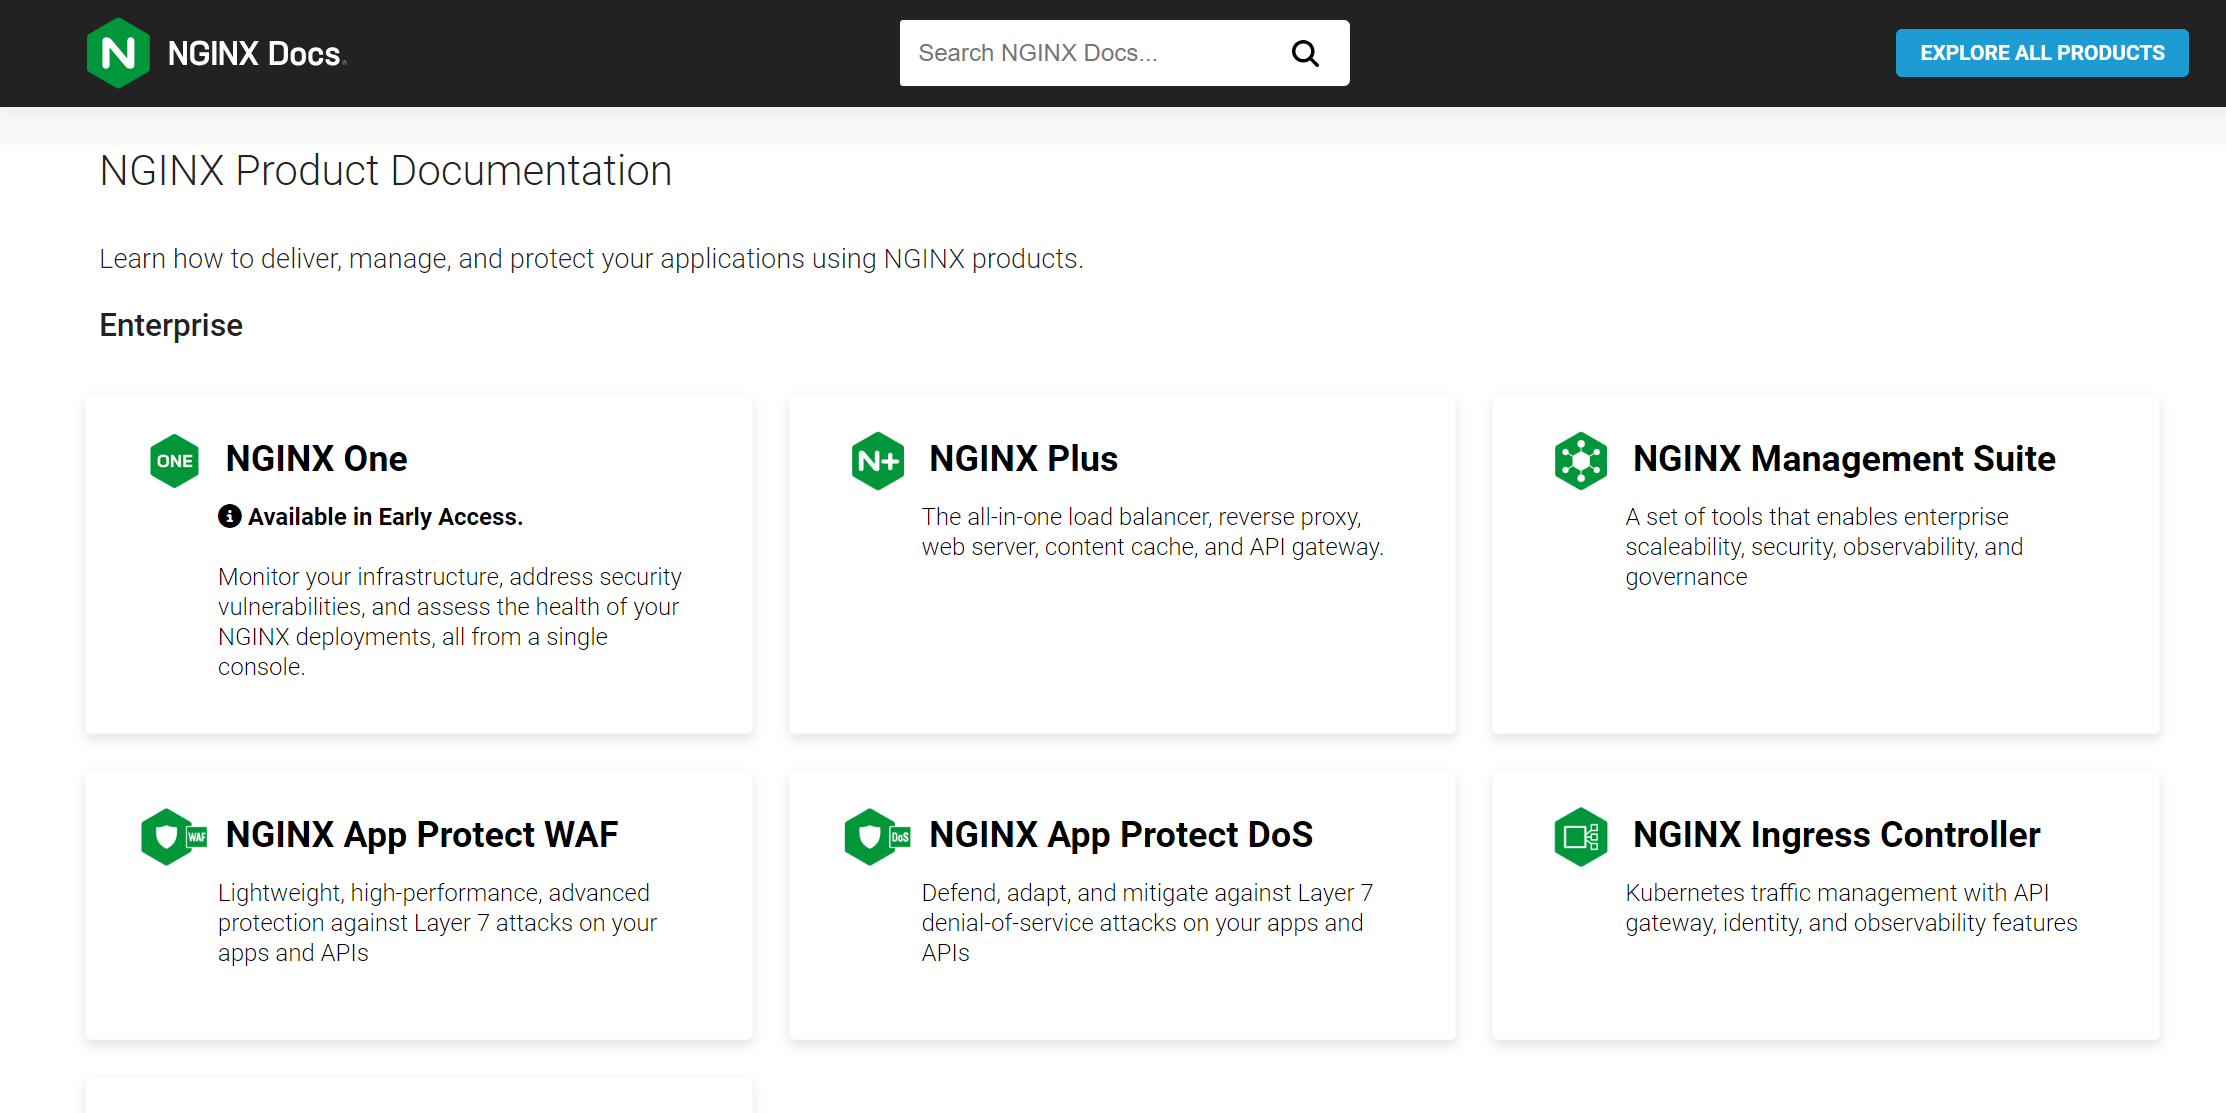 NGINX Docs.
Search NGINX Docs...
EXPLORE ALL PRODUCTS
NGINX Product Documentation
Learn how to deliver, manage, and protect your applications using NGINX products.
Enterprise
ONE
NGINX One
Available in Early Access.
Monitor your infrastructure, address security
vulnerabilities, and assess the health of your
NGINX deployments, all from a single
console.
N+
NGINX Plus
The all-in-one load balancer, reverse proxy,
web server, content cache, and API gateway.
NGINX Management Suite
A set of tools that enables enterprise
scaleability, security, observability, and
governance
WAF
NGINX App Protect WAF
Lightweight, high-performance, advanced
protection against Layer 7 attacks on your
apps and APIs
DoS
NGINX App Protect DoS
Defend, adapt, and mitigate against Layer 7
denial-of-service attacks on your apps and
APIs
NGINX Ingress Controller
Kubernetes traffic management with API
gateway, identity, and observability features